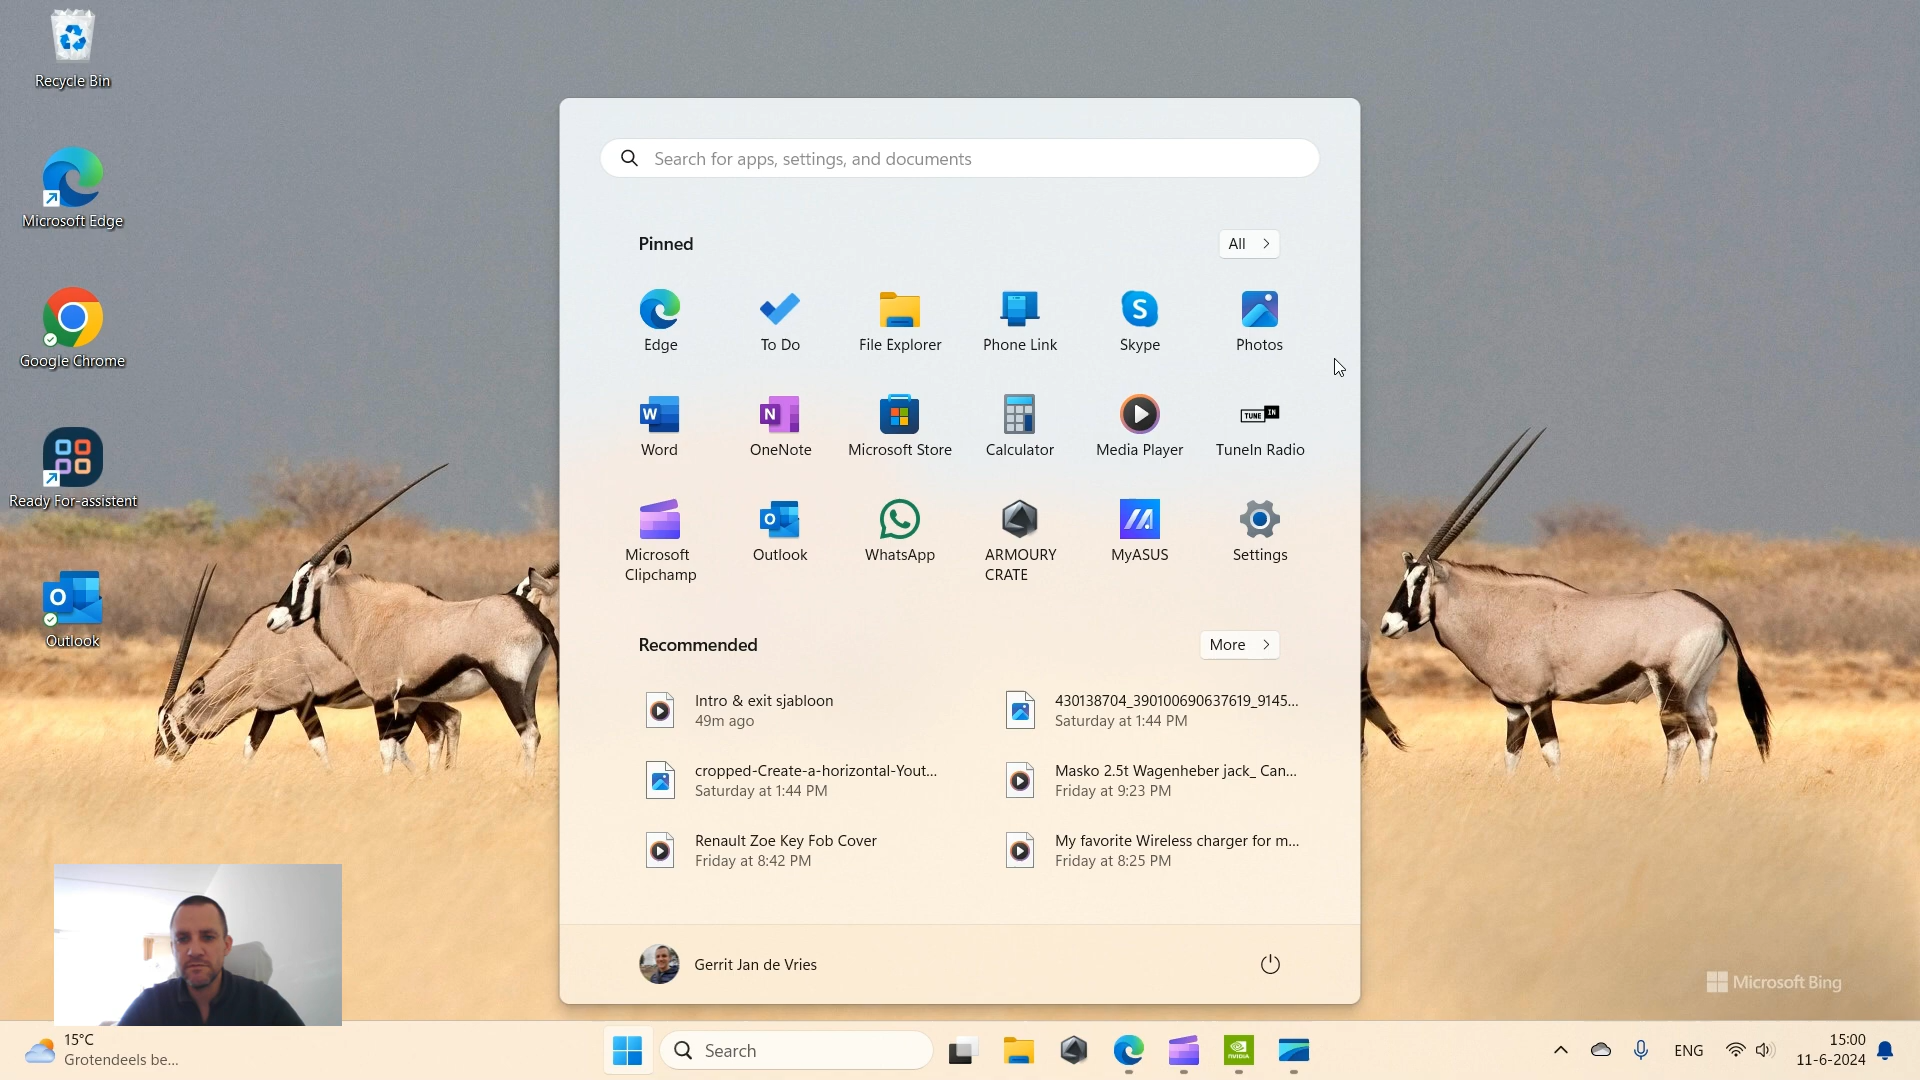 Recycle Bin
Microsoft Edge
Google Chrome
Ready For-assistent
Outlook
Search for apps, settings, and documents
Pinned
All
Edge
To Do
File Explorer
Phone Link
Skype
Photos
Word
OneNote
Microsoft Store
Calculator
Media Player
TUNE IN
TuneIn Radio
Microsoft
Clipchamp
Outlook
WhatsApp
ARMOURY
CRATE
MyASUS
Settings
Recommended
More
Intro & exit sjabloon
49m ago
430138704_390100690637619_9145...
Saturday at 1:44 PM
cropped-Create-a-horizontal-Yout...
Saturday at 1:44 PM
Masko 2.5t Wagenheber jack_ Can...
Friday at 9:23 PM
Renault Zoe Key Fob Cover
Friday at 8:42 PM
My favorite Wireless charger for m...
Friday at 8:25 PM
Gerrit Jan de Vries
Microsoft Bing
15°C
Grotendeels be...
Search
NVIDIA
ENG
15:00
11-6-2024